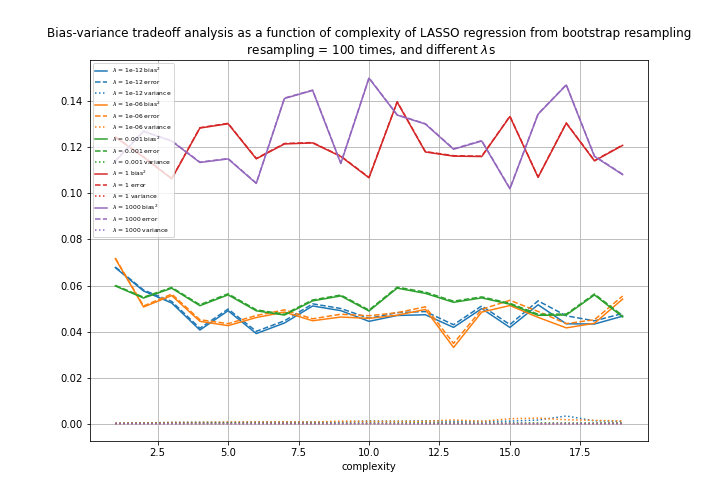 Bias-variance tradeoff analysis as a function of complexity of LASSO regression from bootstrap resampling
resampling = 100 times, and different λs
λ = 1e-12 bias²
λ = 1e-12 error
λ = 1e-12 variance
λ = 1e-06 bias²
λ = 1e-06 error
λ = 1e-06 variance
λ = 0.001 bias²
λ = 0.001 error
λ = 0.001 variance
λ = 1 bias²
λ = 1 error
λ = 1 variance
λ = 1000 bias²
λ = 1000 error
λ = 1000 variance
0.14
0.12
0.10
0.08
0.06
0.04
0.02
0.00
2.5 5.0 7.5 10.0 12.5 15.0 17.5
complexity